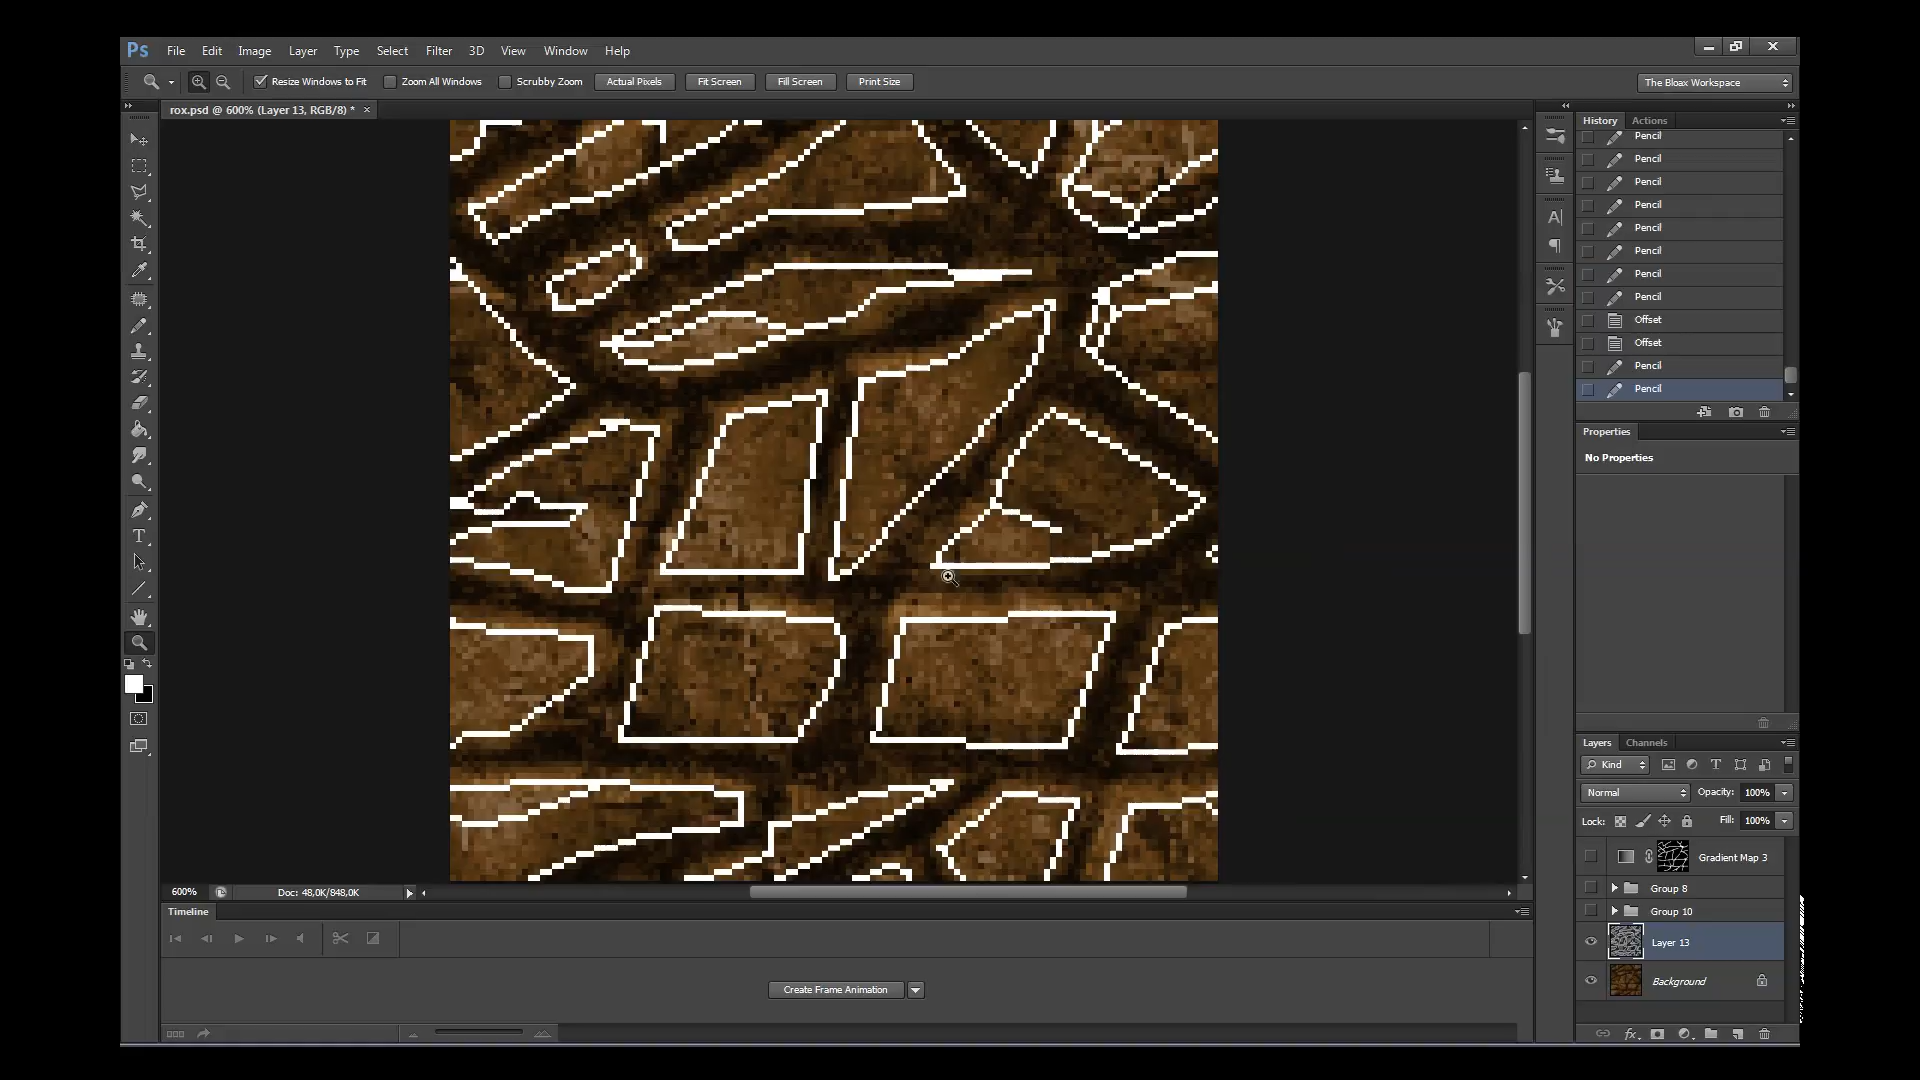 Ps File Edit Image Layer Type Select Filter 3D View Window Help
Resize Windows to Fit Zoom All Windows Scrubby Zoom Actual Pixels Fit Screen Fill Screen Print Size The Bloax Workspace
rox.psd @ 600% (Layer 13, RGB/8) * ×
History Actions
Pencil
Pencil
Pencil
Pencil
Pencil
Pencil
Pencil
Pencil
Offset
Offset
Pencil
Pencil
Properties
No Properties
Layers Channels
Kind
Normal Opacity: 100%
Lock: Fill: 100%
Gradient Map 3
Group 8
Group 10
Layer 13
Background
600% Doc: 48,0K/848,0K
Timeline
Create Frame Animation